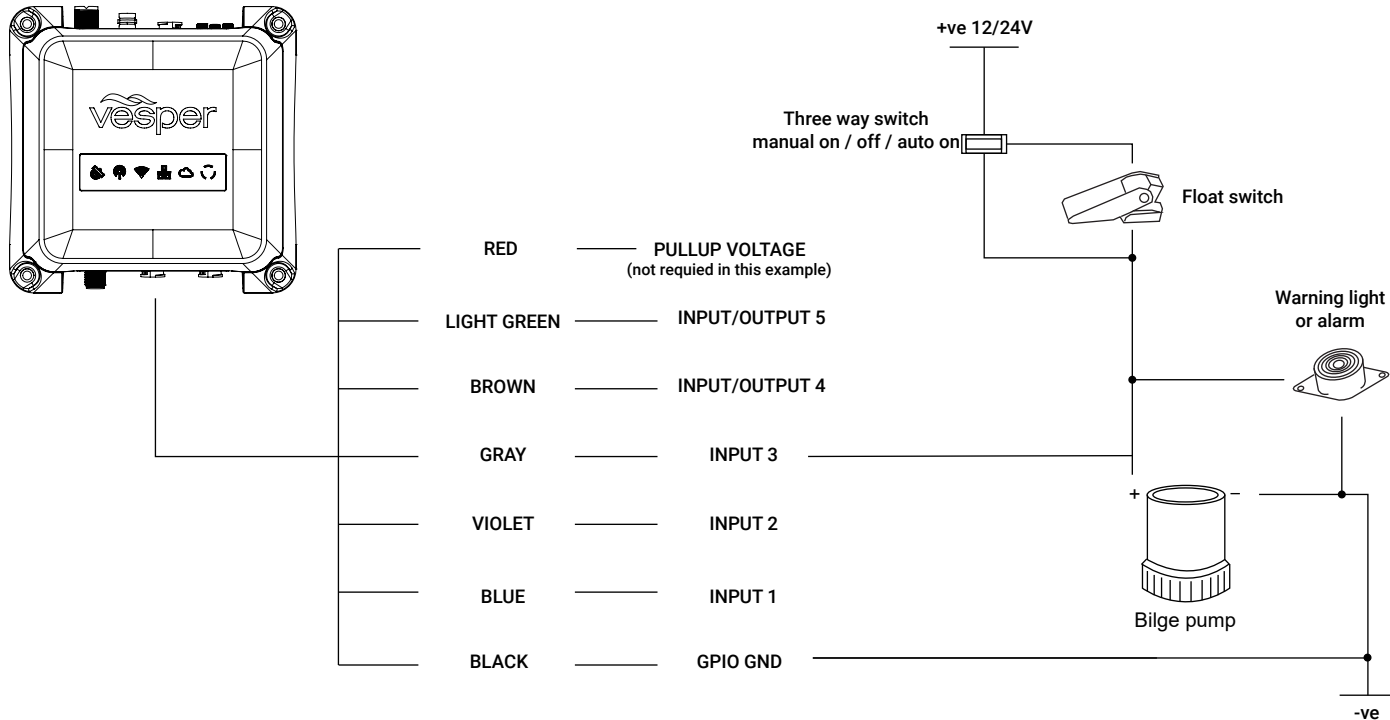 vesper
+ve 12/24V
Three way switch
manual on / off / auto on
Float switch
RED
PULLUP VOLTAGE
(not requied in this example)
LIGHT GREEN
INPUT/OUTPUT 5
Warning light
or alarm
BROWN
INPUT/OUTPUT 4
GRAY
INPUT 3
+
–
VIOLET
INPUT 2
BLUE
INPUT 1
Bilge pump
BLACK
GPIO GND
-ve